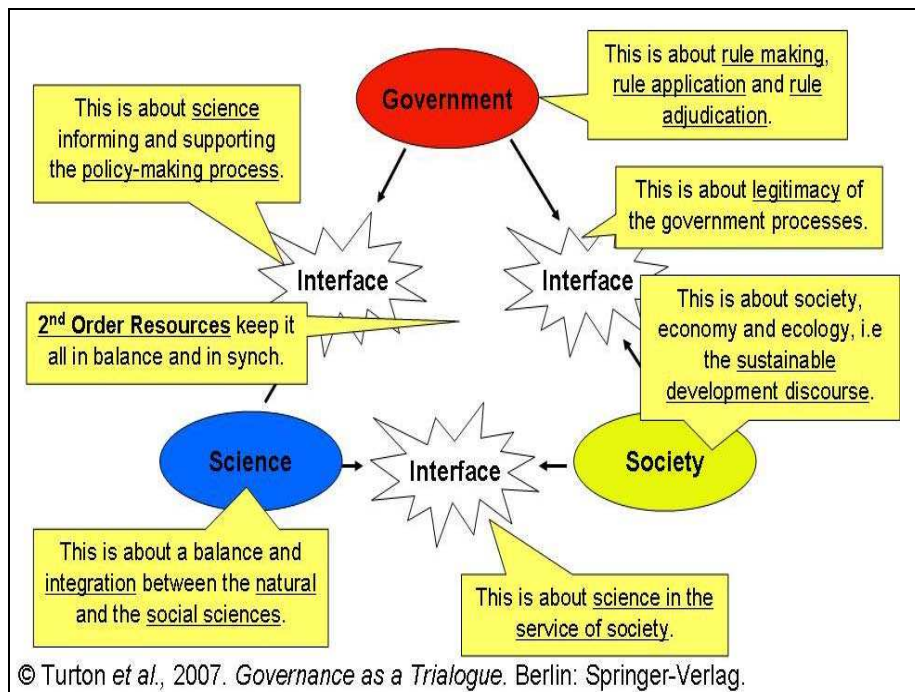 Government
This is about rule making,
rule application and rule
adjudication.
This is about science
informing and supporting
the policy-making process.
This is about legitimacy of
the government processes.
Interface
Interface
2nd Order Resources keep it
all in balance and in synch.
This is about society,
economy and ecology, i.e
the sustainable
development discourse.
Science
Interface
Society
This is about a balance and
integration between the natural
and the social sciences.
This is about science in the
service of society.
© Turton et al., 2007. Governance as a Trialogue. Berlin: Springer-Verlag.